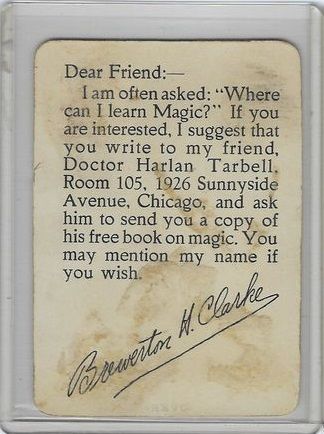 Dear Friend:—
I am often asked: "Where
can I learn Magic?" If you
are interested, I suggest that
you write to my friend,
Doctor Harlan Tarbell,
Room 105, 1926 Sunnyside
Avenue, Chicago, and ask
him to send you a copy of
his free book on magic. You
may mention my name if
you wish.
Brewerton H. Clarke